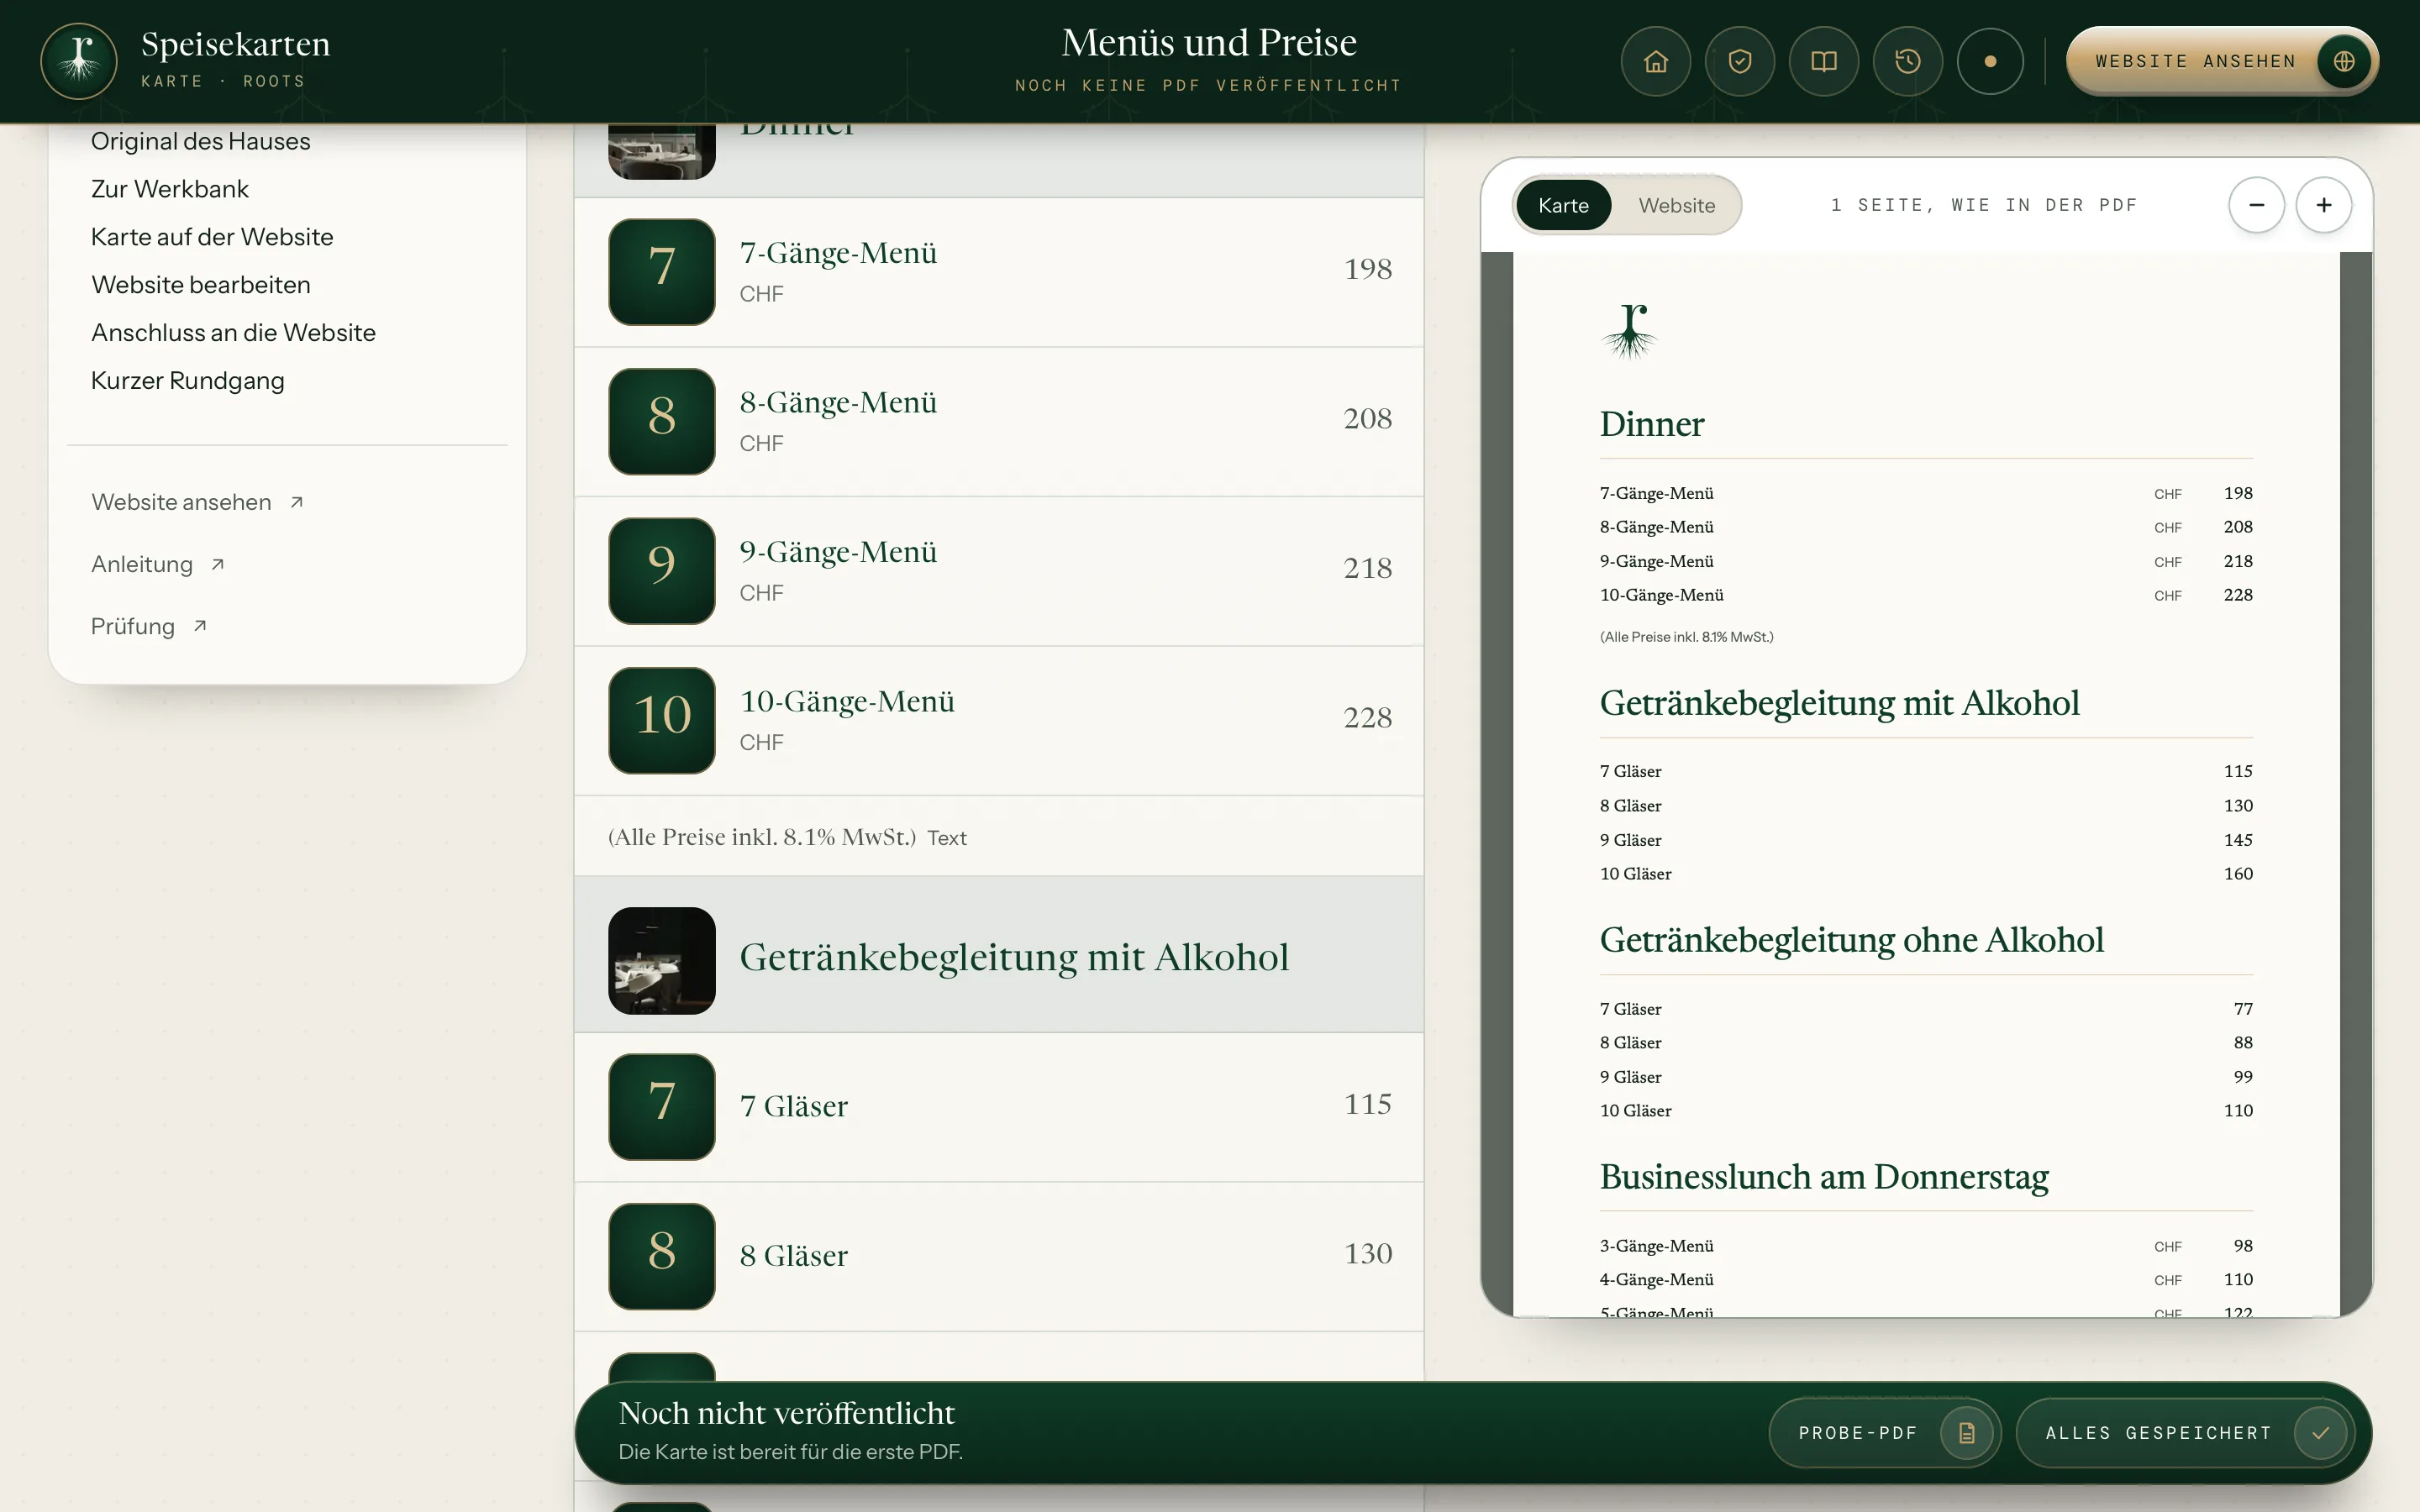 r
Speisekarten
KARTE · ROOTS
Menüs und Preise
NOCH KEINE PDF VERÖFFENTLICHT
WEBSITE ANSEHEN
Original des Hauses
Zur Werkbank
Karte auf der Website
Website bearbeiten
Anschluss an die Website
Kurzer Rundgang
Website ansehen
Anleitung
Prüfung
Dinner
7
7-Gänge-Menü
CHF
198
8
8-Gänge-Menü
CHF
208
9
9-Gänge-Menü
CHF
218
10
10-Gänge-Menü
CHF
228
(Alle Preise inkl. 8.1% MwSt.) Text
Getränkebegleitung mit Alkohol
7
7 Gläser
115
8
8 Gläser
130
Karte
Website
1 SEITE, WIE IN DER PDF
r
Dinner
7-Gänge-Menü CHF 198
8-Gänge-Menü CHF 208
9-Gänge-Menü CHF 218
10-Gänge-Menü CHF 228
(Alle Preise inkl. 8.1% MwSt.)
Getränkebegleitung mit Alkohol
7 Gläser 115
8 Gläser 130
9 Gläser 145
10 Gläser 160
Getränkebegleitung ohne Alkohol
7 Gläser 77
8 Gläser 88
9 Gläser 99
10 Gläser 110
Businesslunch am Donnerstag
3-Gänge-Menü CHF 98
4-Gänge-Menü CHF 110
5-Gänge-Menü CHF 122
Noch nicht veröffentlicht
Die Karte ist bereit für die erste PDF.
PROBE-PDF
ALLES GESPEICHERT